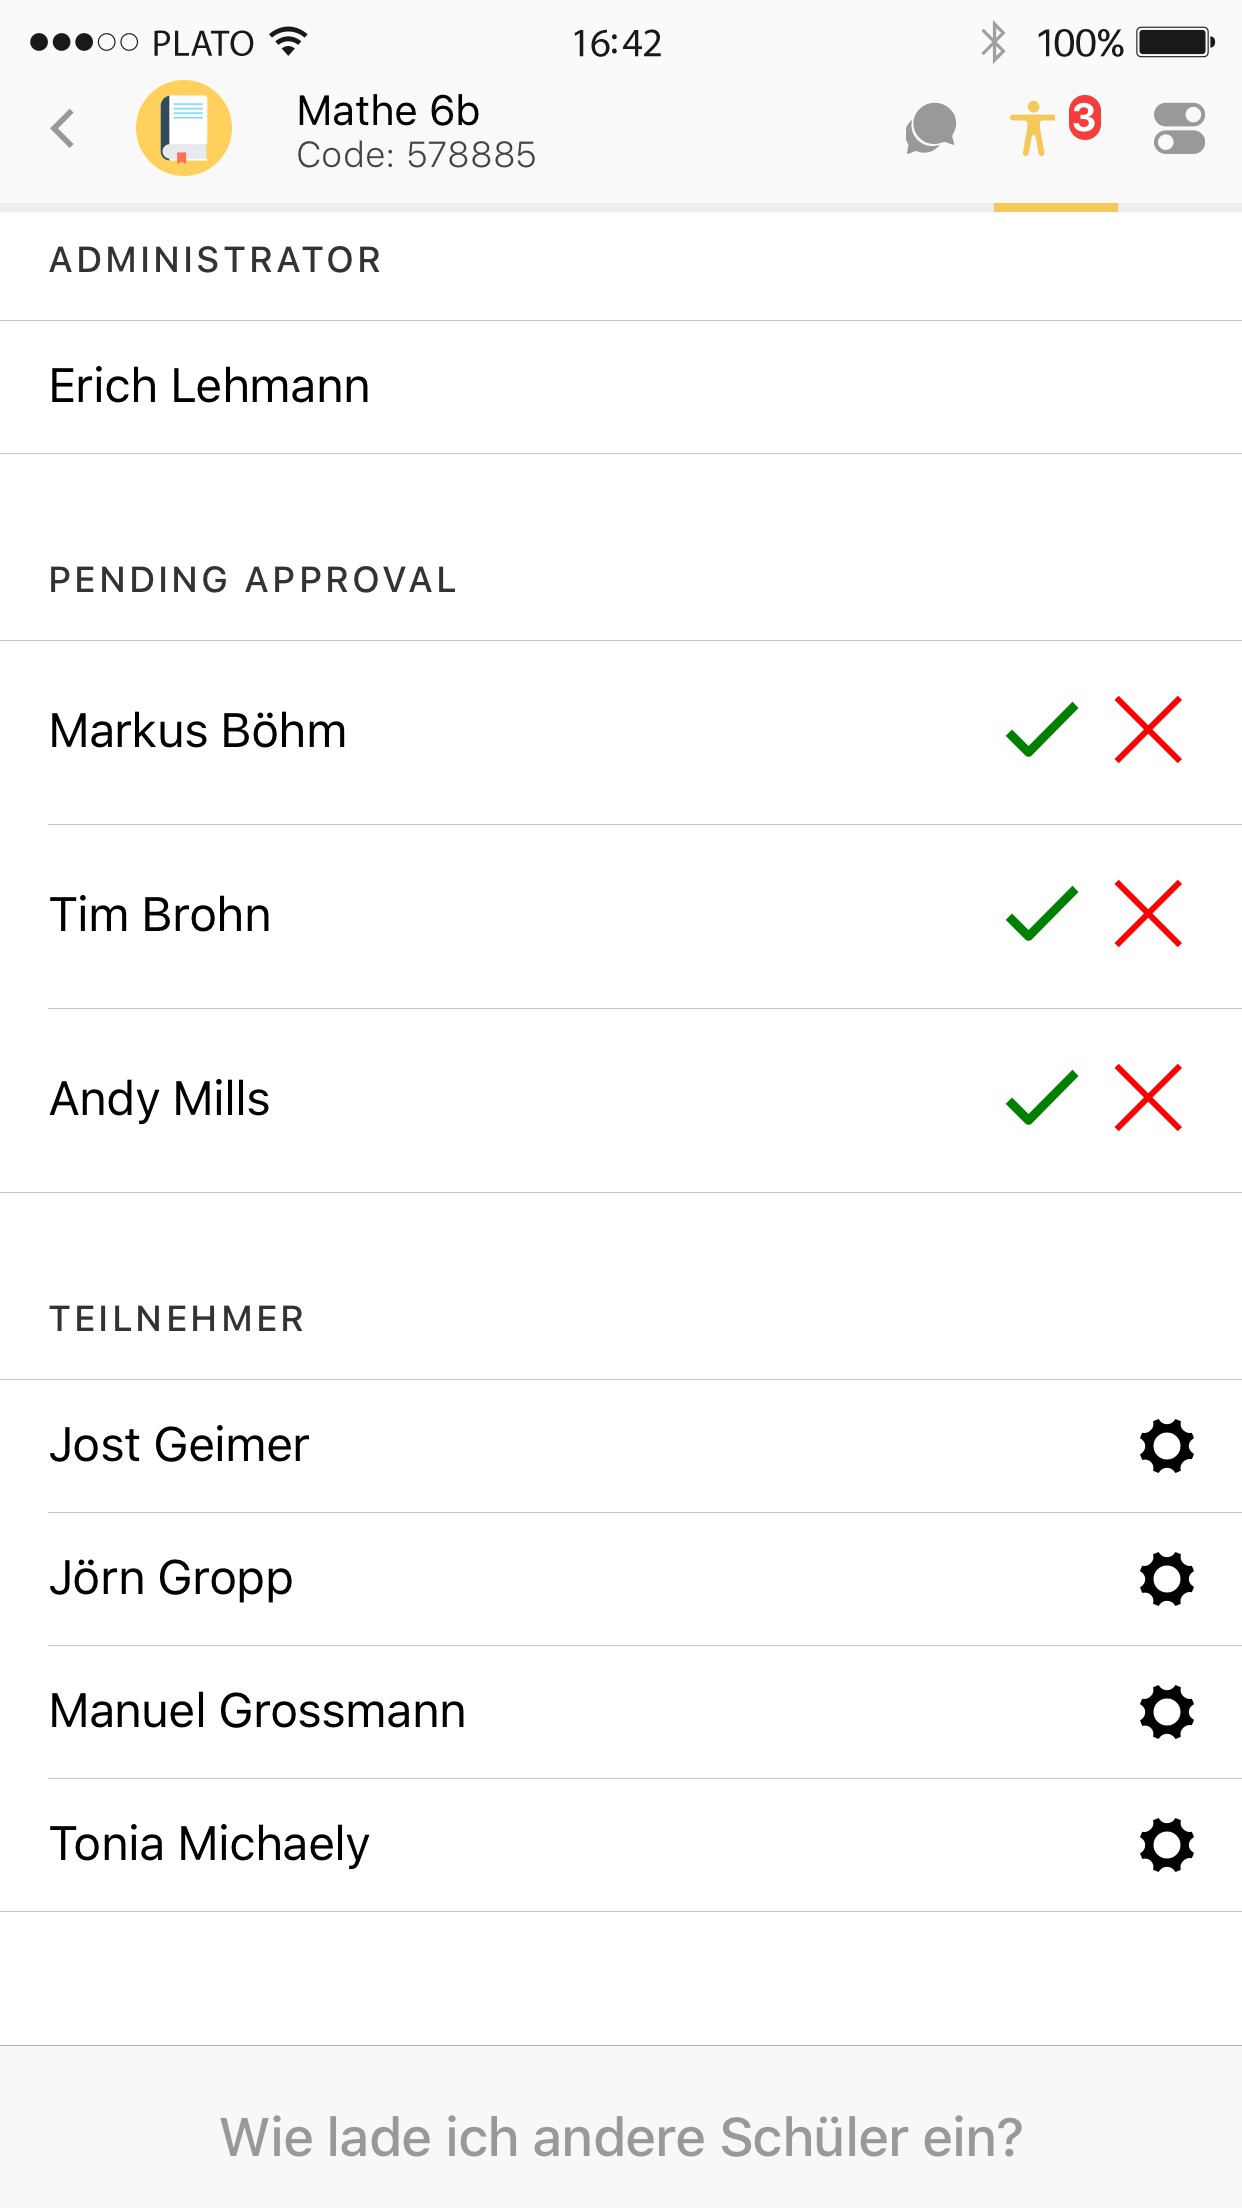 PLATO 16:42 100%
Mathe 6b
Code: 578885
3
ADMINISTRATOR
Erich Lehmann
PENDING APPROVAL
Markus Böhm
Tim Brohn
Andy Mills
TEILNEHMER
Jost Geimer
Jörn Gropp
Manuel Grossmann
Tonia Michaely
Wie lade ich andere Schüler ein?